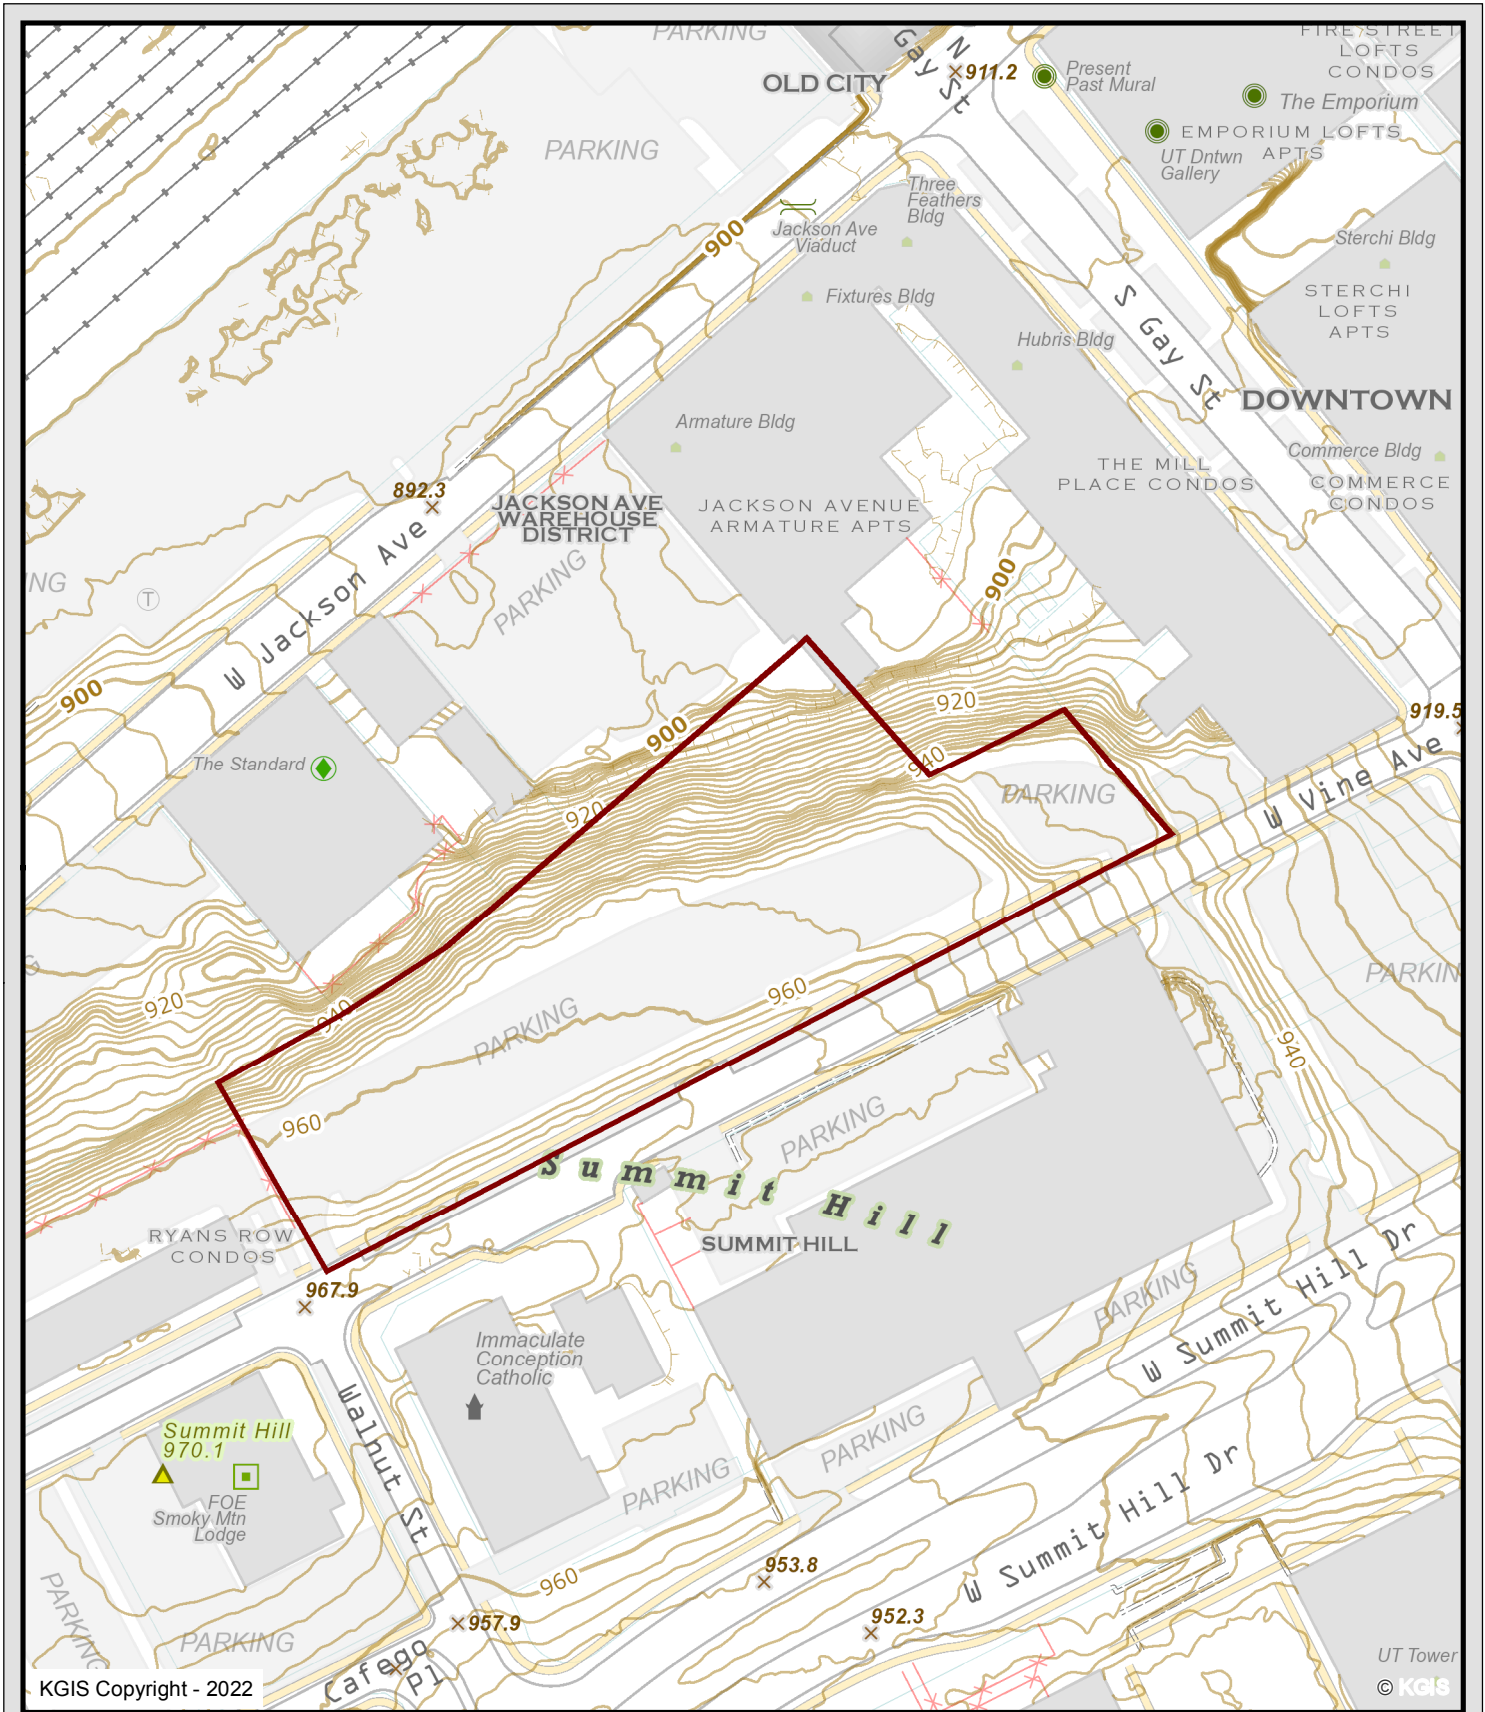 PARKING
Gay St
N
911.2
OLD CITY
Present
Past Mural
FIRE STREET
LOFTS
CONDOS
The Emporium
EMPORIUM LOFTS
APTS
UT Dntwn
Gallery
PARKING
Three
Feathers
Bldg
900
Jackson Ave
Viaduct
Sterchi Bldg
Fixtures Bldg
STERCHI
LOFTS
APTS
S Gay St
Hubris Bldg
DOWNTOWN
Armature Bldg
Commerce Bldg
THE MILL
PLACE CONDOS
COMMERCE
CONDOS
892.3
JACKSON AVE
WAREHOUSE
DISTRICT
JACKSON AVENUE
ARMATURE APTS
W Jackson Ave
PARKING
NG
T
900
900
900
920
919.5
940
The Standard
PARKING
W Vine Ave
920
G
PARKIN
920
940
960
PARKING
940
960
PARKING
Summit Hill
RYANS ROW
CONDOS
SUMMIT HILL
W Summit Hill Dr
967.9
PARKING
Immaculate
Conception
Catholic
Walnut St
Summit Hill
970.1
FOE
Smoky Mtn
Lodge
PARKING
PARKING
W Summit Hill Dr
PARKING
960
953.8
957.9
952.3
PARKING
Cafego
Pl
UT Tower
KGIS Copyright - 2022
© KGIS